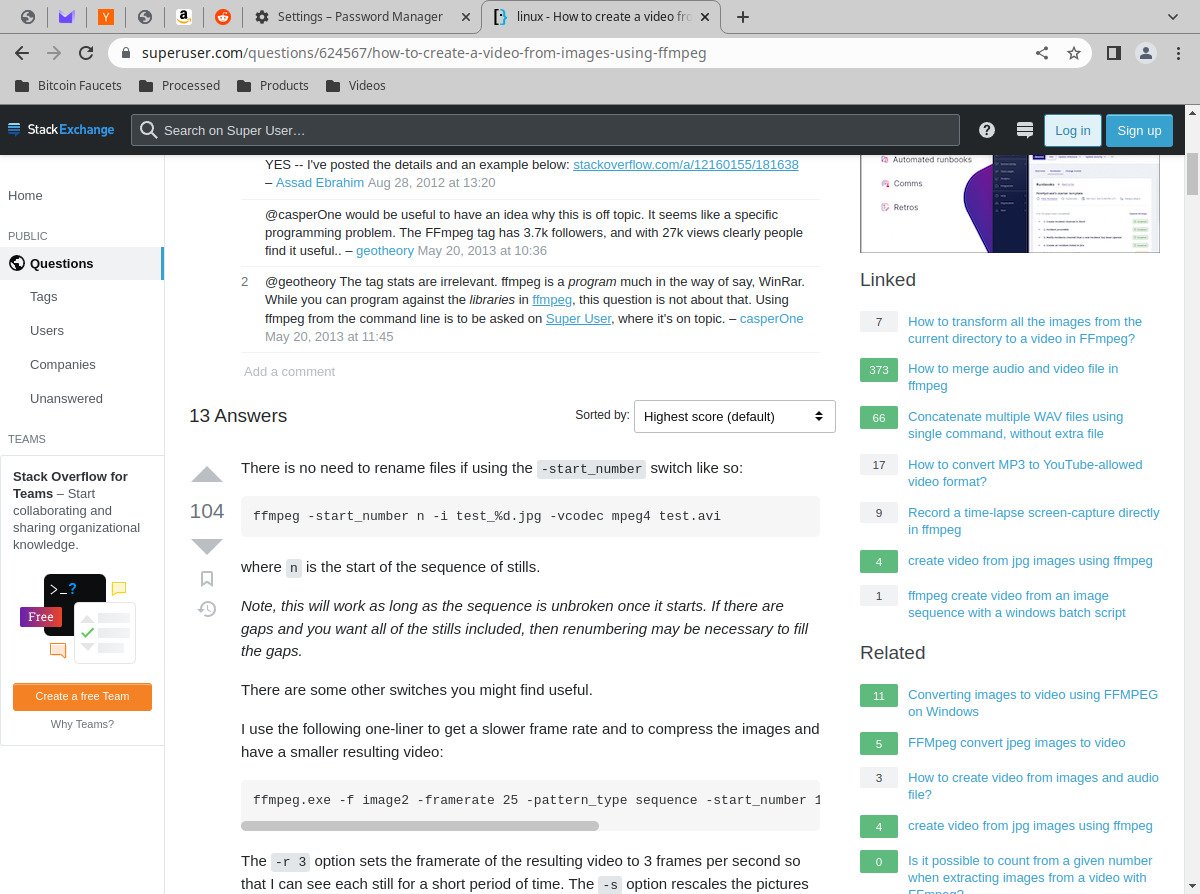 Settings – Password Manager
linux - How to create a video fro
superuser.com/questions/624567/how-to-create-a-video-from-images-using-ffmpeg
Bitcoin Faucets
Processed
Products
Videos
StackExchange
Search on Super User…
Log in
Sign up
Home
PUBLIC
Questions
Tags
Users
Companies
Unanswered
TEAMS
Stack Overflow for
Teams – Start
collaborating and
sharing organizational
knowledge.
>_?
Free
Create a free Team
Why Teams?
YES -- I've posted the details and an example below: stackoverflow.com/a/12160155/181638
– Assad Ebrahim Aug 28, 2012 at 13:20
@casperOne would be useful to have an idea why this is off topic. It seems like a specific
programming problem. The FFmpeg tag has 3.7k followers, and with 27k views clearly people
find it useful.. – geotheory May 20, 2013 at 10:36
2 @geotheory The tag stats are irrelevant. ffmpeg is a program much in the way of say, WinRar.
While you can program against the libraries in ffmpeg, this question is not about that. Using
ffmpeg from the command line is to be asked on Super User, where it's on topic. – casperOne
May 20, 2013 at 11:45
Add a comment
13 Answers
Sorted by:
Highest score (default)
104
There is no need to rename files if using the -start_number switch like so:
ffmpeg -start_number n -i test_%d.jpg -vcodec mpeg4 test.avi
where n is the start of the sequence of stills.
Note, this will work as long as the sequence is unbroken once it starts. If there are
gaps and you want all of the stills included, then renumbering may be necessary to fill
the gaps.
There are some other switches you might find useful.
I use the following one-liner to get a slower frame rate and to compress the images and
have a smaller resulting video:
ffmpeg.exe -f image2 -framerate 25 -pattern_type sequence -start_number 1
The -r 3 option sets the framerate of the resulting video to 3 frames per second so
that I can see each still for a short period of time. The -s option rescales the pictures
Automated runbooks
Comms
Retros
Linked
7 How to transform all the images from the
current directory to a video in FFmpeg?
373 How to merge audio and video file in
ffmpeg
66 Concatenate multiple WAV files using
single command, without extra file
17 How to convert MP3 to YouTube-allowed
video format?
9 Record a time-lapse screen-capture directly
in ffmpeg
4 create video from jpg images using ffmpeg
1 ffmpeg create video from an image
sequence with a windows batch script
Related
11 Converting images to video using FFMPEG
on Windows
5 FFMpeg convert jpeg images to video
3 How to create video from images and audio
file?
4 create video from jpg images using ffmpeg
0 Is it possible to count from a given number
when extracting images from a video with
FFmpeg?